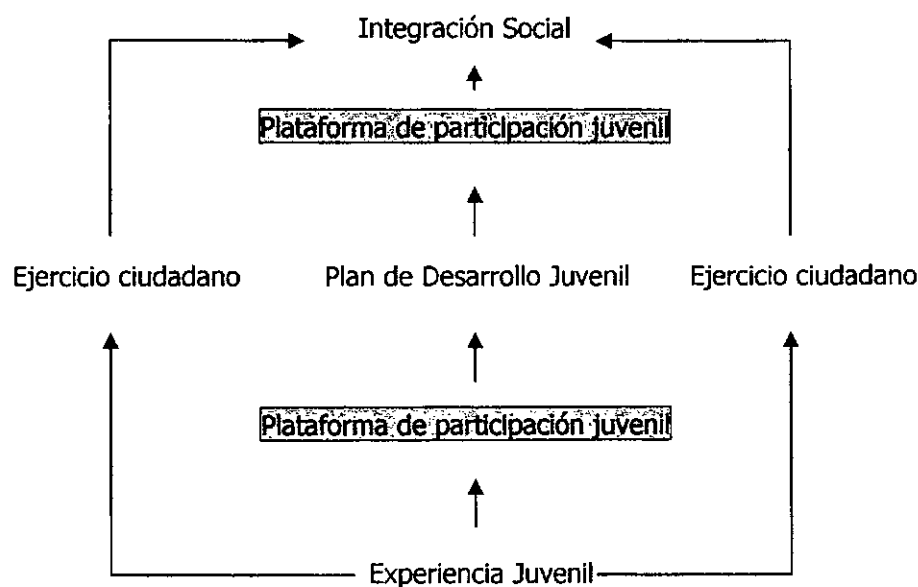 Integración Social
Plataforma de participación juvenil
Ejercicio ciudadano
Plan de Desarrollo Juvenil
Ejercicio ciudadano
Plataforma de participación juvenil
Experiencia Juvenil